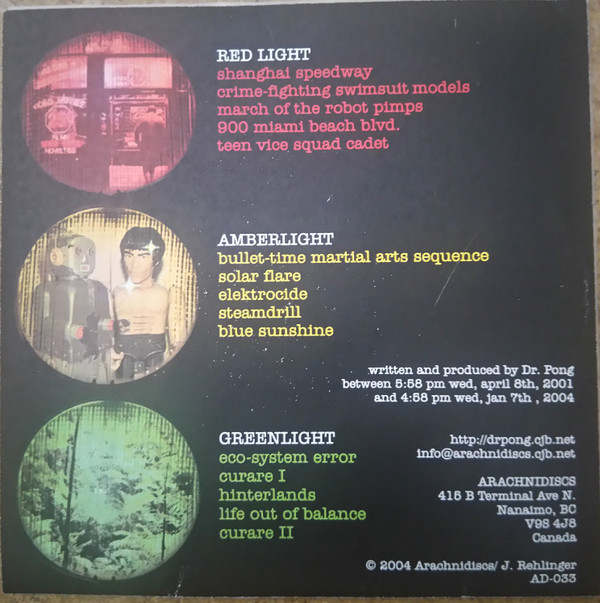 RED LIGHT
shanghai speedway
crime-fighting swimsuit models
march of the robot pimps
900 miami beach blvd.
teen vice squad cadet
NOVELTIES
AMBERLIGHT
bullet-time martial arts sequence
solar flare
elektrocide
steamdrill
blue sunshine
written and produced by Dr. Pong
between 5:58 pm wed, april 8th, 2001
and 4:58 pm wed, jan 7th , 2004
GREENLIGHT
eco-system error
curare I
hinterlands
life out of balance
curare II
http://drpong.cjb.net
info@arachnidiscs.cjb.net
ARACHNIDISCS
415 B Terminal Ave N.
Nanaimo, BC
V9S 4J8
Canada
© 2004 Arachnidiscs/ J. Rehlinger
AD-033